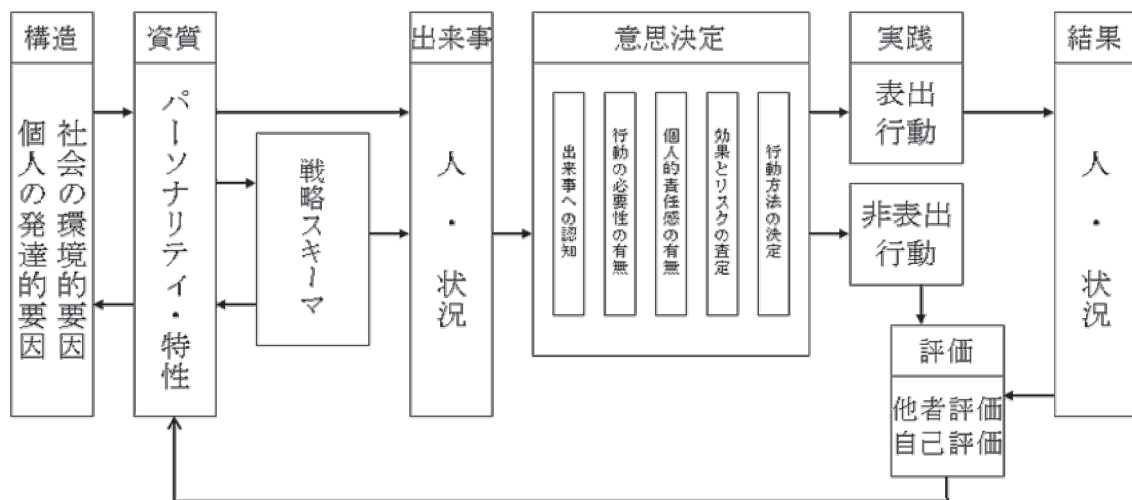 構造
社会の環境的要因
個人の発達的要因
資質
パーソナリティ・特性
戦略スキーマ
出来事
人・状況
意思決定
出来事への認知
行動の必要性の有無
個人的責任感の有無
効果とリスクの査定
行動方法の決定
実践
表出
行動
非表出
行動
評価
他者評価
自己評価
結果
人・状況